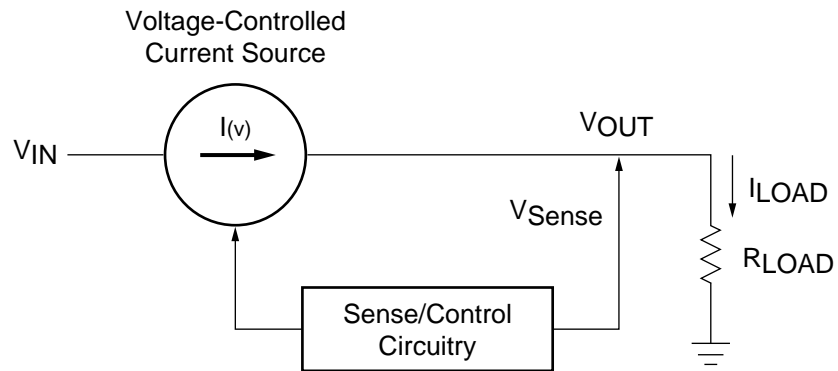 Voltage-Controlled
Current Source
I(v)
VIN
VOUT
ILOAD
VSense
RLOAD
Sense/Control
Circuitry